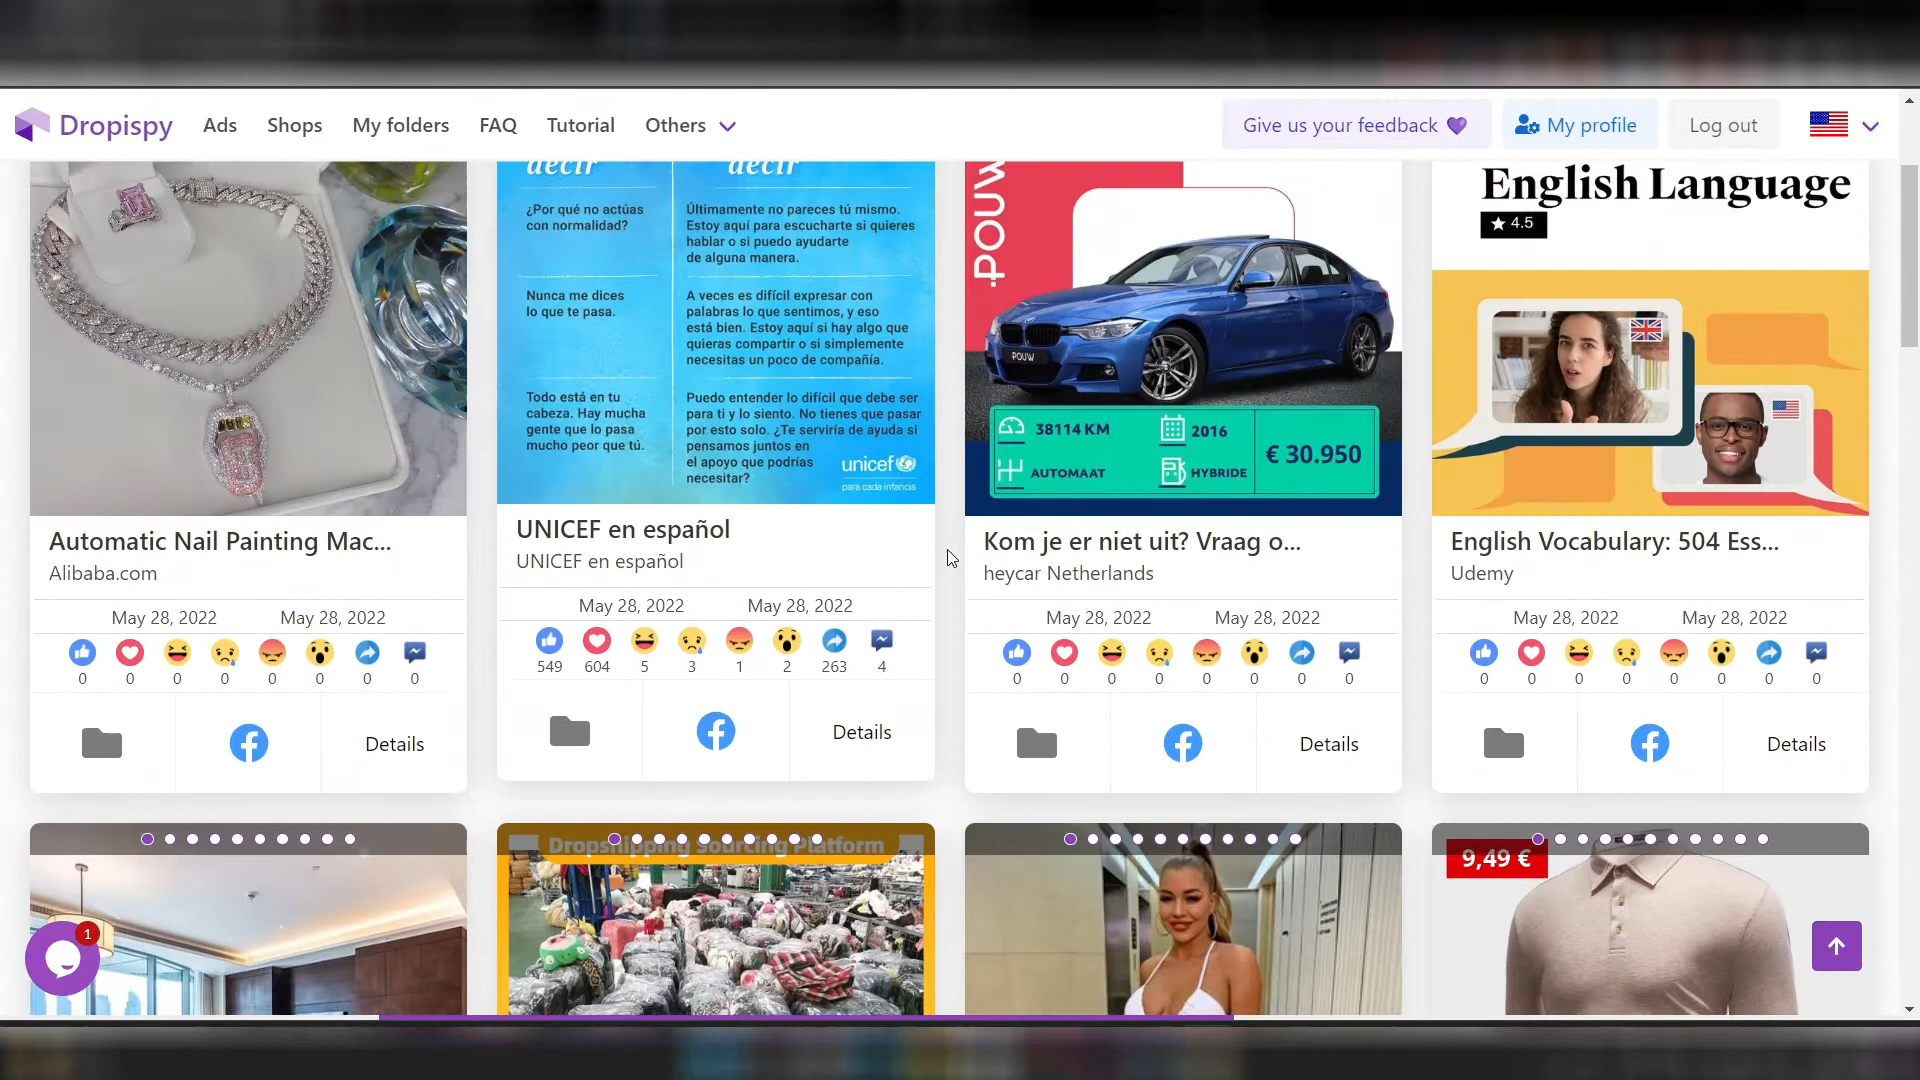 Dropispy
Ads
Shops
My folders
FAQ
Tutorial
Others
Give us your feedback
My profile
Log out
decir
decir
¿Por qué no actúas
con normalidad?
Últimamente no pareces tú mismo.
Estoy aquí para escucharte si quieres
hablar o si puedo ayudarte
de alguna manera.
Nunca me dices
lo que te pasa.
A veces es difícil expresar con
palabras lo que sentimos, y eso
está bien. Estoy aquí si hay algo que
quieras compartir o si simplemente
necesitas un poco de compañía.
Todo está en tu
cabeza. Hay mucha
gente que lo pasa
mucho peor que tú.
Puedo entender lo difícil que debe ser
para ti y lo siento. No tienes que pasar
por esto solo. ¿Te serviría de ayuda si
pensamos juntos en
el apoyo que podrías
necesitar?
unicef
para cada infancia
POUW.
POUW
38114 KM
2016
AUTOMAAT
HYBRIDE
€ 30.950
English Language
★ 4.5
Automatic Nail Painting Mac...
Alibaba.com
May 28, 2022
May 28, 2022
0 0 0 0 0 0 0 0
Details
UNICEF en español
UNICEF en español
May 28, 2022
May 28, 2022
549 604 5 3 1 2 263 4
Details
Kom je er niet uit? Vraag o...
heycar Netherlands
May 28, 2022
May 28, 2022
0 0 0 0 0 0 0 0
Details
English Vocabulary: 504 Ess...
Udemy
May 28, 2022
May 28, 2022
0 0 0 0 0 0 0 0
Details
Dropshipping Sourcing Platform
9,49 €
1